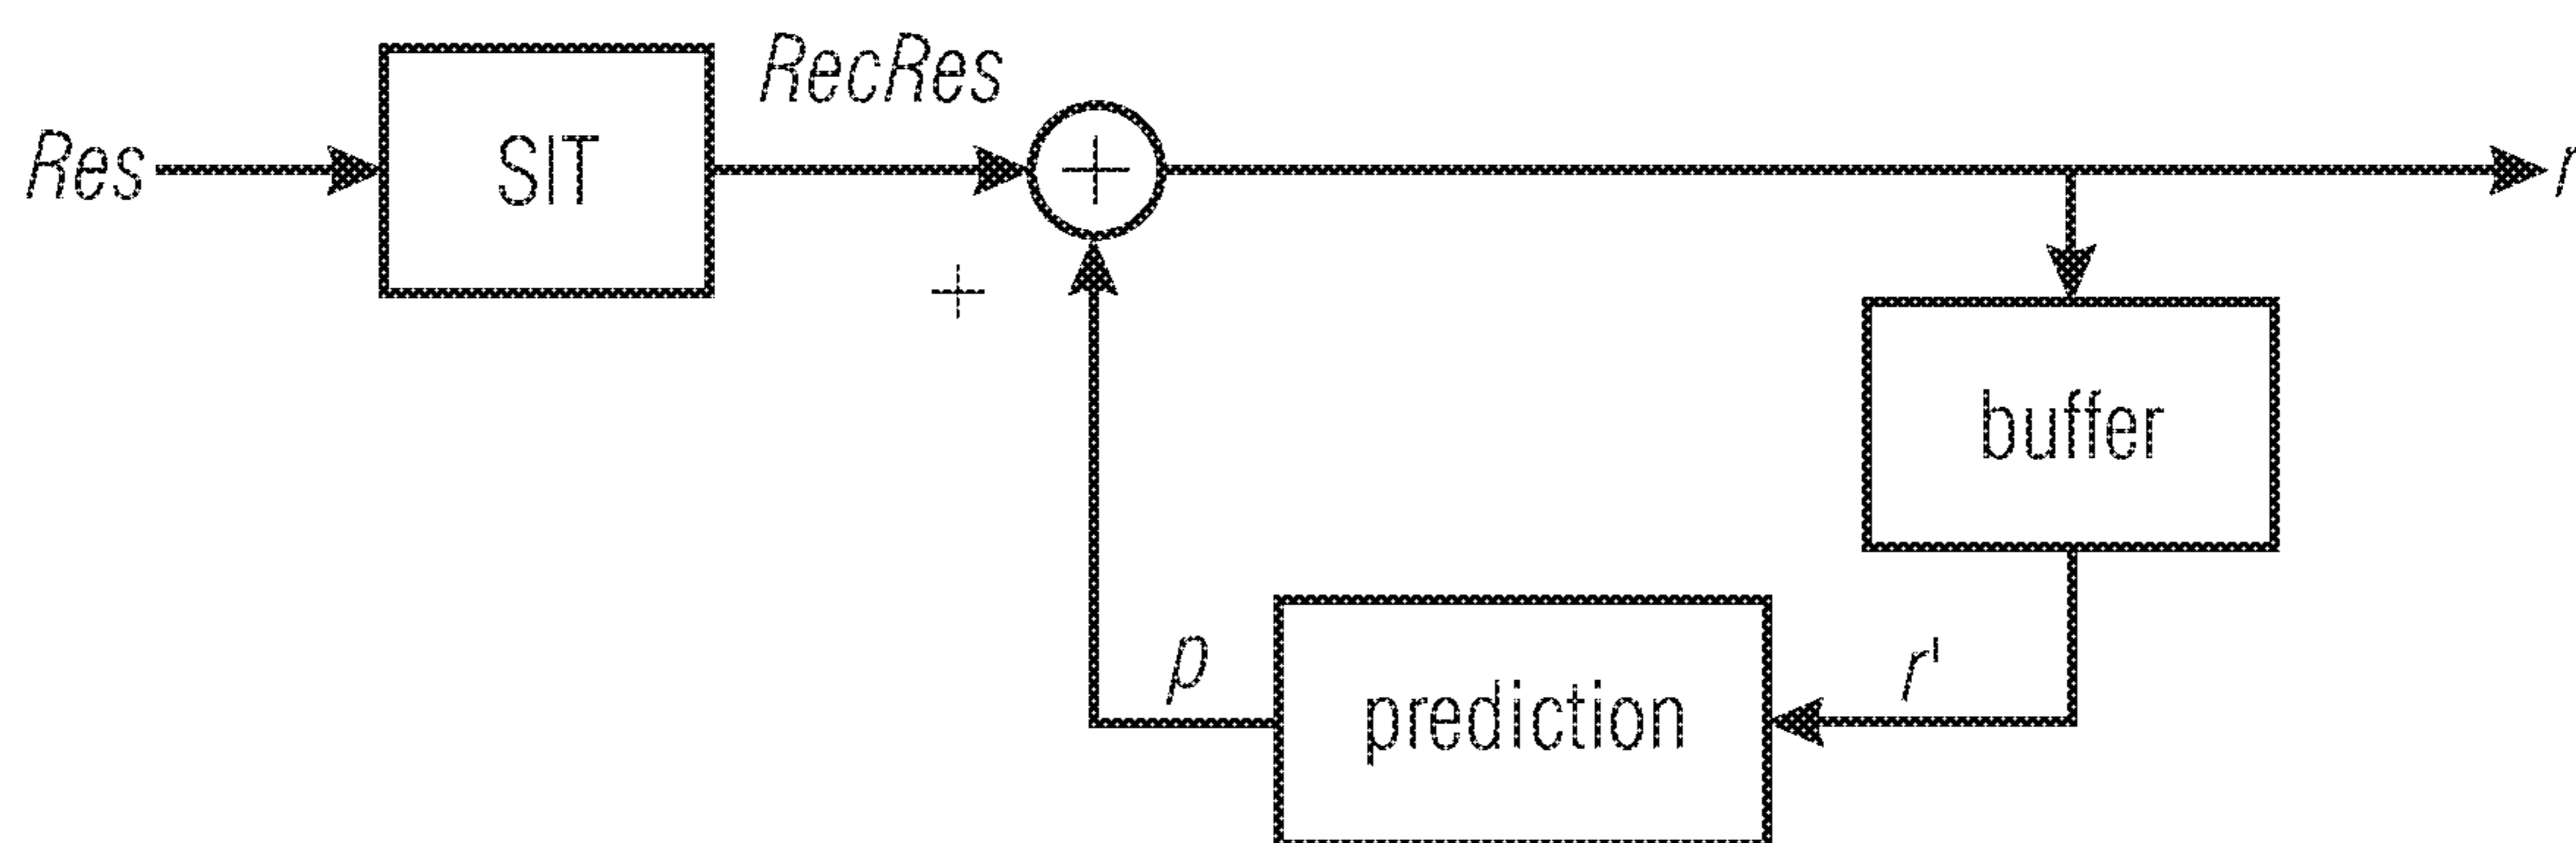 RecRes
Res
SIT
+
r
+
buffer
p
r'
prediction